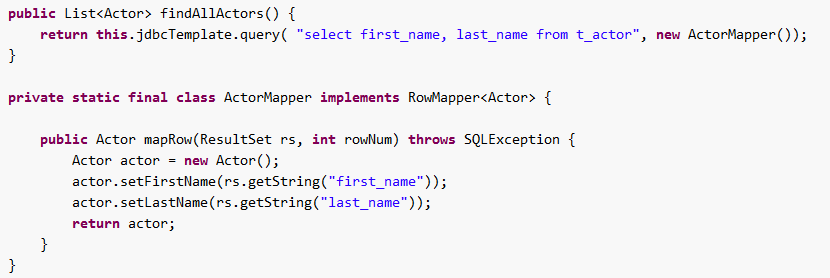 public List<Actor> findAllActors() {
    return this.jdbcTemplate.query( "select first_name, last_name from t_actor", new ActorMapper());
}

private static final class ActorMapper implements RowMapper<Actor> {

    public Actor mapRow(ResultSet rs, int rowNum) throws SQLException {
        Actor actor = new Actor();
        actor.setFirstName(rs.getString("first_name"));
        actor.setLastName(rs.getString("last_name"));
        return actor;
    }
}